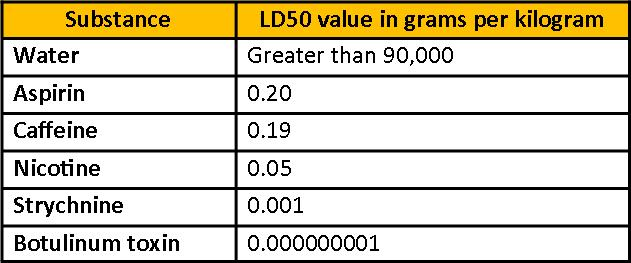 Substance LD50 value in grams per kilogram
Water Greater than 90,000
Aspirin 0.20
Caffeine 0.19
Nicotine 0.05
Strychnine 0.001
Botulinum toxin 0.000000001